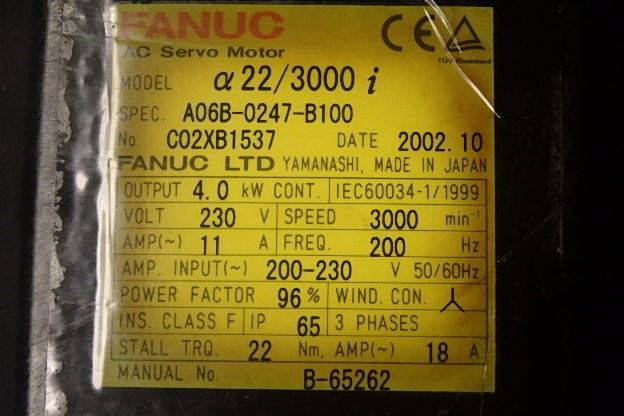 FANUC
AC Servo Motor
TÜV Rheinland
MODEL α22/3000 i
SPEC. A06B-0247-B100
No. C02XB1537 DATE 2002.10
FANUC LTD YAMANASHI, MADE IN JAPAN
OUTPUT 4.0 kW CONT. IEC60034-1/1999
VOLT 230 V SPEED 3000 min⁻¹
AMP(~) 11 A FREQ. 200 Hz
AMP. INPUT(~) 200-230 V 50/60Hz
POWER FACTOR 96 % WIND. CON.
INS. CLASS F IP 65 3 PHASES
STALL TRQ. 22 Nm, AMP(~) 18 A
MANUAL No. B-65262